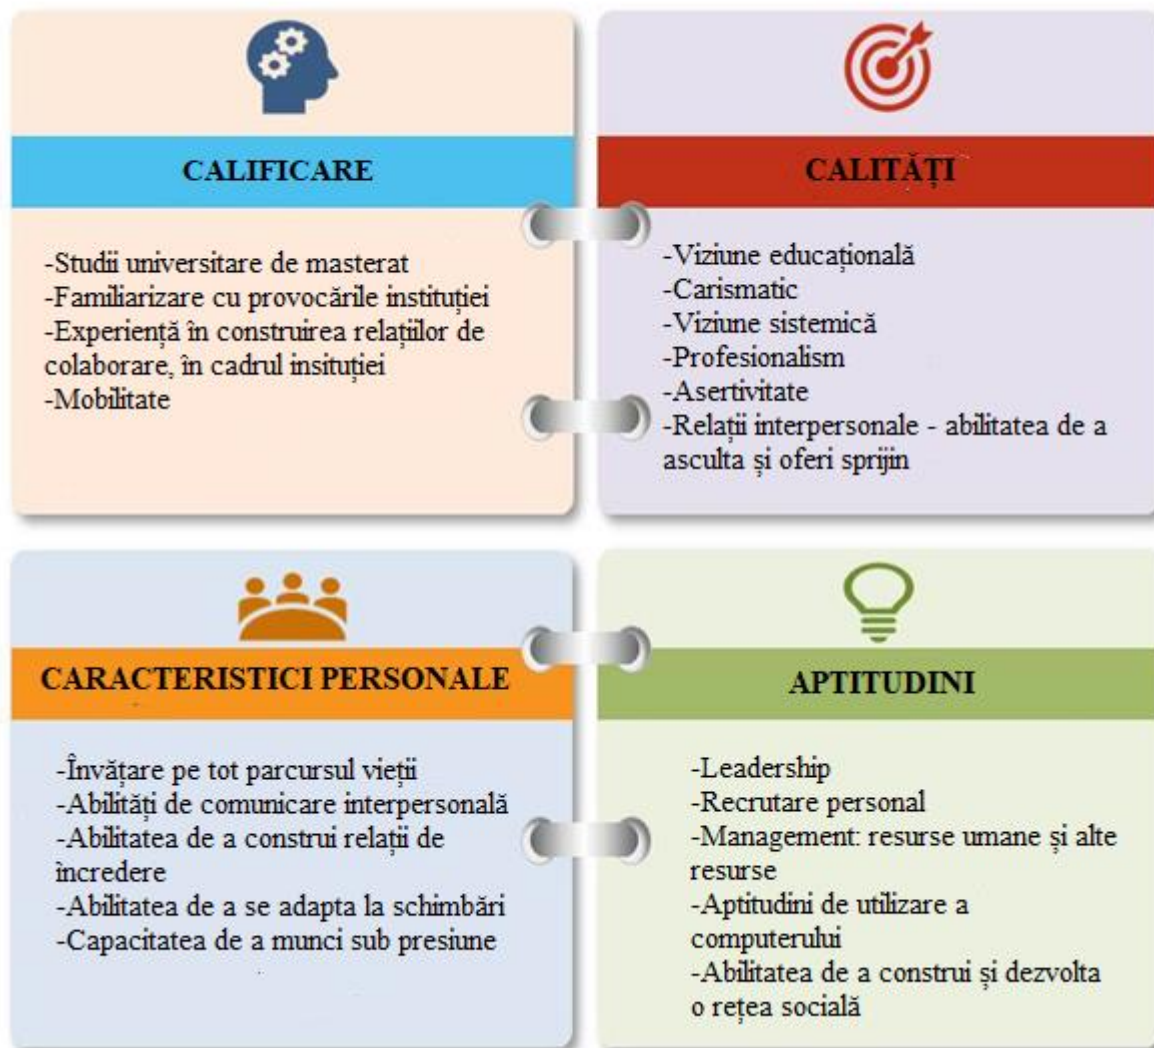 CALIFICARE
-Studii universitare de masterat
-Familiarizare cu provocările instituției
-Experiență în construirea relațiilor de
colaborare, în cadrul insituției
-Mobilitate
CALITĂȚI
-Viziune educațională
-Carismatic
-Viziune sistemică
-Profesionalism
-Asertivitate
-Relații interpersonale - abilitatea de a
asculta și oferi sprijin
CARACTERISTICI PERSONALE
-Învățare pe tot parcursul vieții
-Abilități de comunicare interpersonală
-Abilitatea de a construi relații de
încredere
-Abilitatea de a se adapta la schimbări
-Capacitatea de a munci sub presiune
APTITUDINI
-Leadership
-Recrutare personal
-Management: resurse umane și alte
resurse
-Aptitudini de utilizare a
computerului
-Abilitatea de a construi și dezvolta
o rețea socială